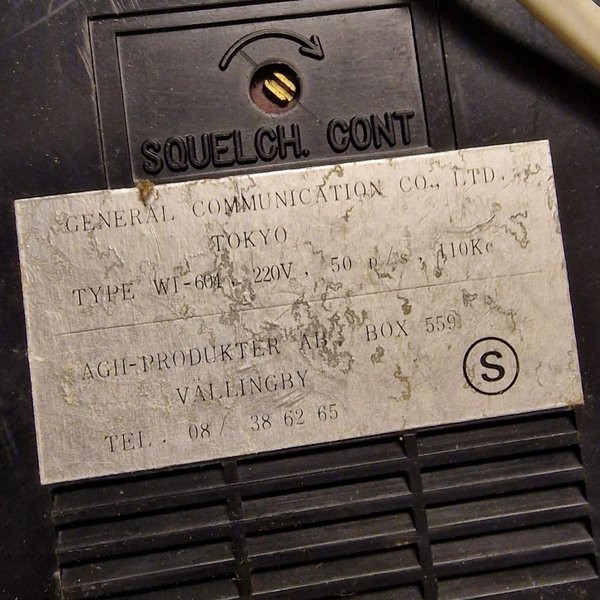 SQUELCH. CONT
GENERAL COMMUNICATION CO., LTD.
TOKYO
TYPE WI-604, 220V, 50 p/s, 110Kc
AGH-PRODUKTER AB, BOX 559
VÄLLINGBY
TEL. 08/ 38 62 65
S